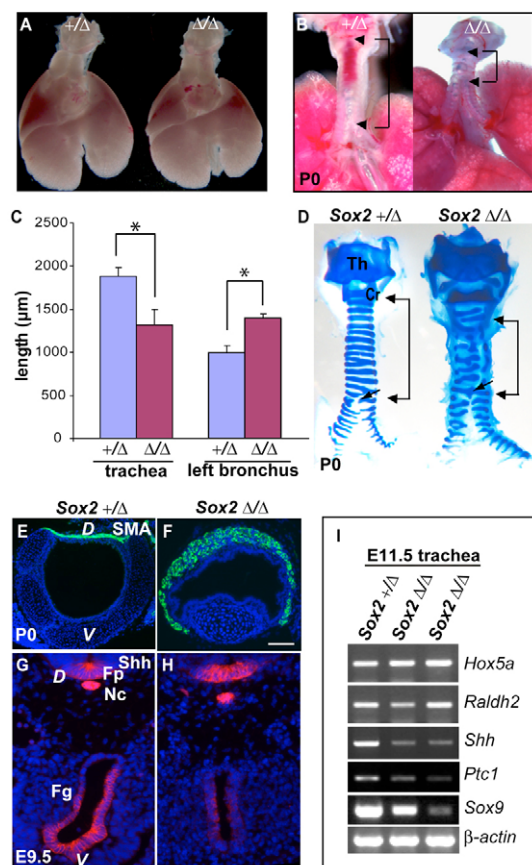 A +/Δ Δ/Δ
B +/Δ Δ/Δ
P0
C
length (μm)
2500
2000
1500
1000
500
0
* *
+/Δ Δ/Δ +/Δ Δ/Δ
trachea left bronchus
D Sox2 +/Δ Sox2 Δ/Δ
Th
Cr
P0
Sox2 +/Δ Sox2 Δ/Δ
E D SMA F
P0 V
G Shh H
D Fp
Nc
Fg
E9.5 V
I
E11.5 trachea
Sox2 +/Δ Sox2 Δ/Δ Sox2 Δ/Δ
Hox5a
Raldh2
Shh
Ptc1
Sox9
β-actin